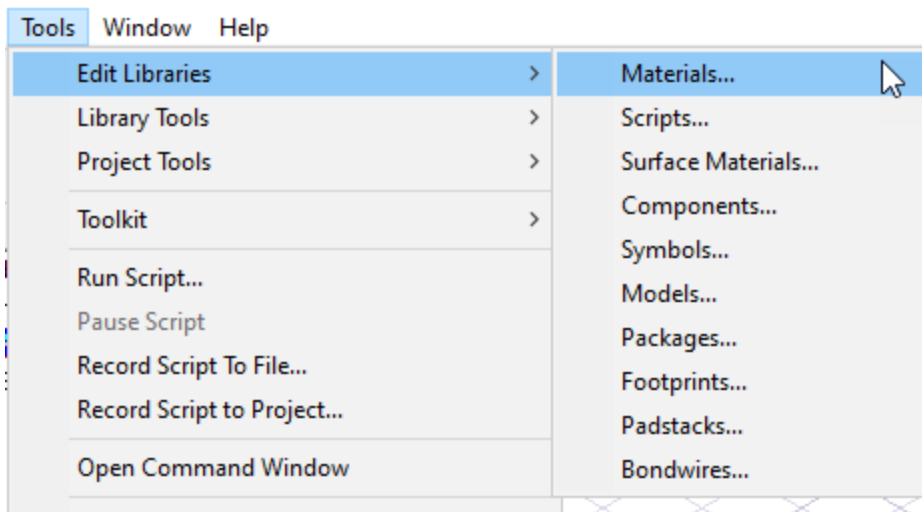 Tools Window Help
Edit Libraries
Library Tools
Project Tools
Toolkit
Run Script...
Pause Script
Record Script To File...
Record Script to Project...
Open Command Window
Materials...
Scripts...
Surface Materials...
Components...
Symbols...
Models...
Packages...
Footprints...
Padstacks...
Bondwires...